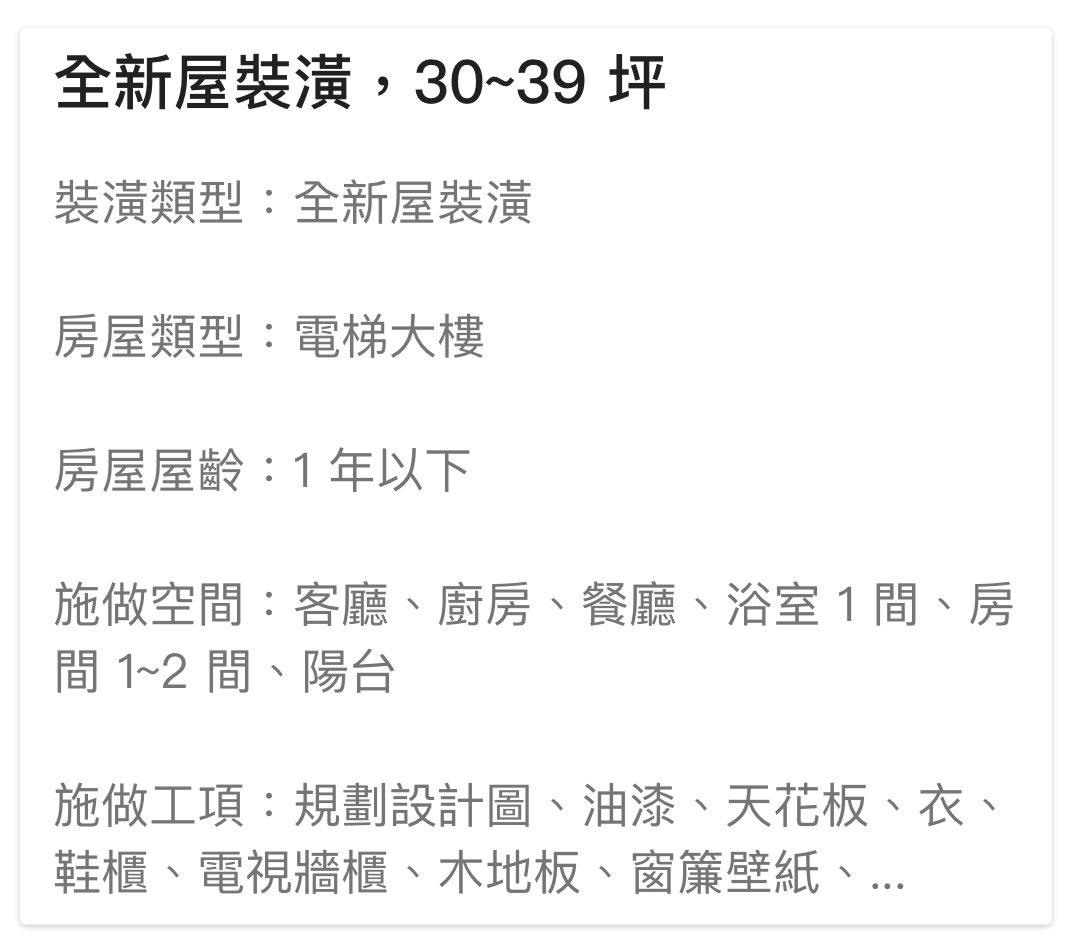 全新屋裝潢，30~39 坪
裝潢類型：全新屋裝潢
房屋類型：電梯大樓
房屋屋齡：1 年以下
施做空間：客廳、廚房、餐廳、浴室 1 間、房
間 1~2 間、陽台
施做工項：規劃設計圖、油漆、天花板、衣、
鞋櫃、電視牆櫃、木地板、窗簾壁紙、...